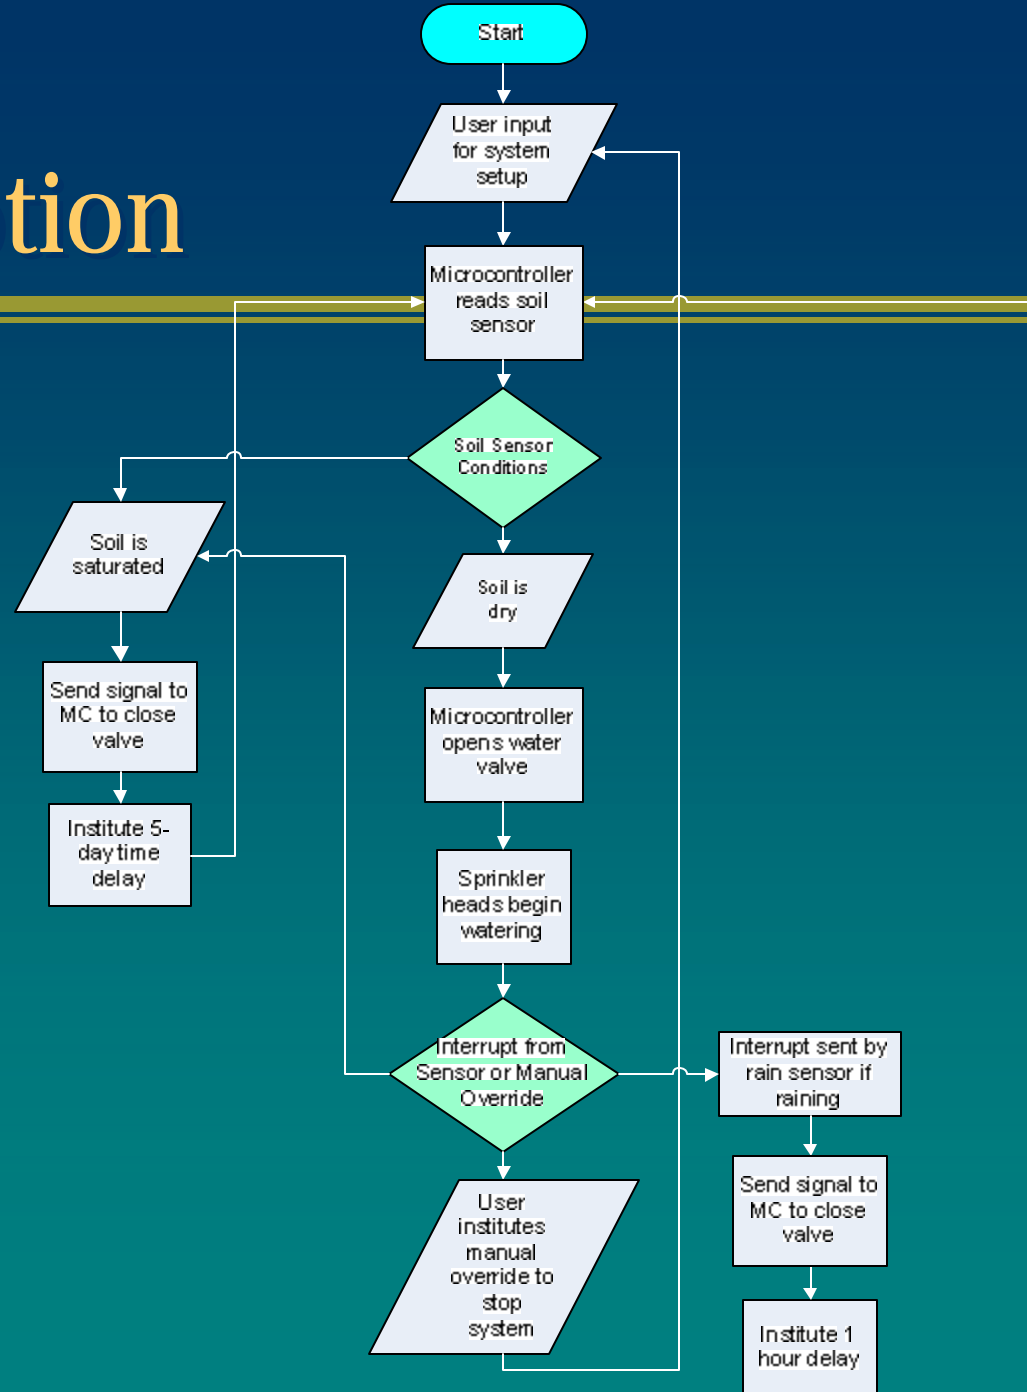 Start
User input
for system
setup
tion
Microcontroller
reads soil
sensor
Soil Sensor
Conditions
Soil is
saturated
Soil is
dry
Send signal to
MC to close
valve
Microcontroller
opens water
valve
Institute 5-
day time
delay
Sprinkler
heads begin
watering
Interrupt from
Sensor or Manual
Override
Interrupt sent by
rain sensor if
raining
User
institutes
manual
override to
stop
system
Send signal to
MC to close
valve
Institute 1
hour delay